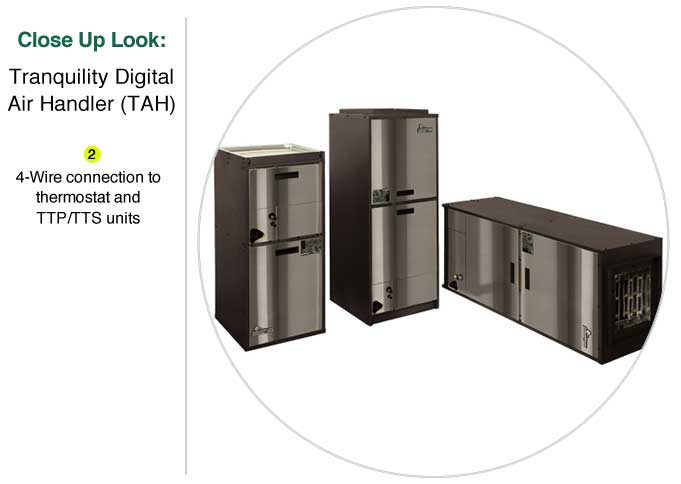 Close Up Look:
Tranquility Digital
Air Handler (TAH)
2
4-Wire connection to
thermostat and
TTP/TTS units